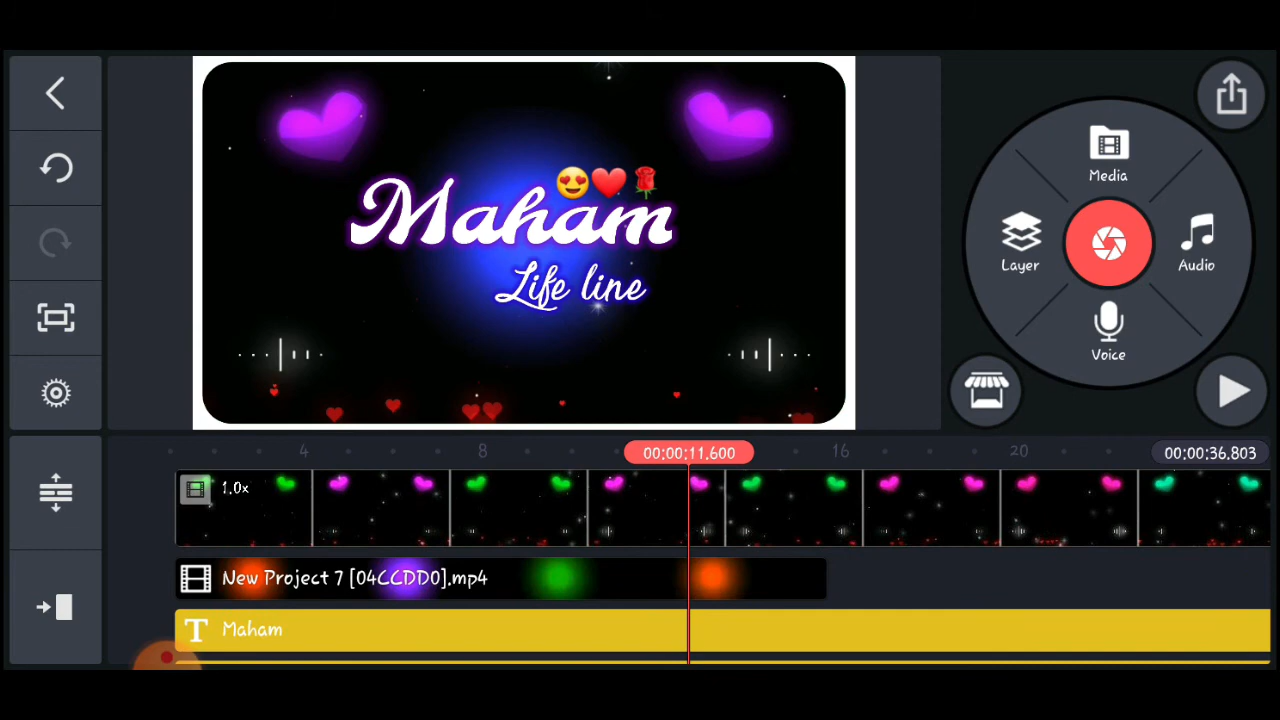 Maham
😍❤️🌹
Life line
Media
Layer
Audio
Voice
4
8
00:00:11.600
16
20
00:00:36.803
1.0x
New Project 7 [04CCDD0].mp4
T Maham